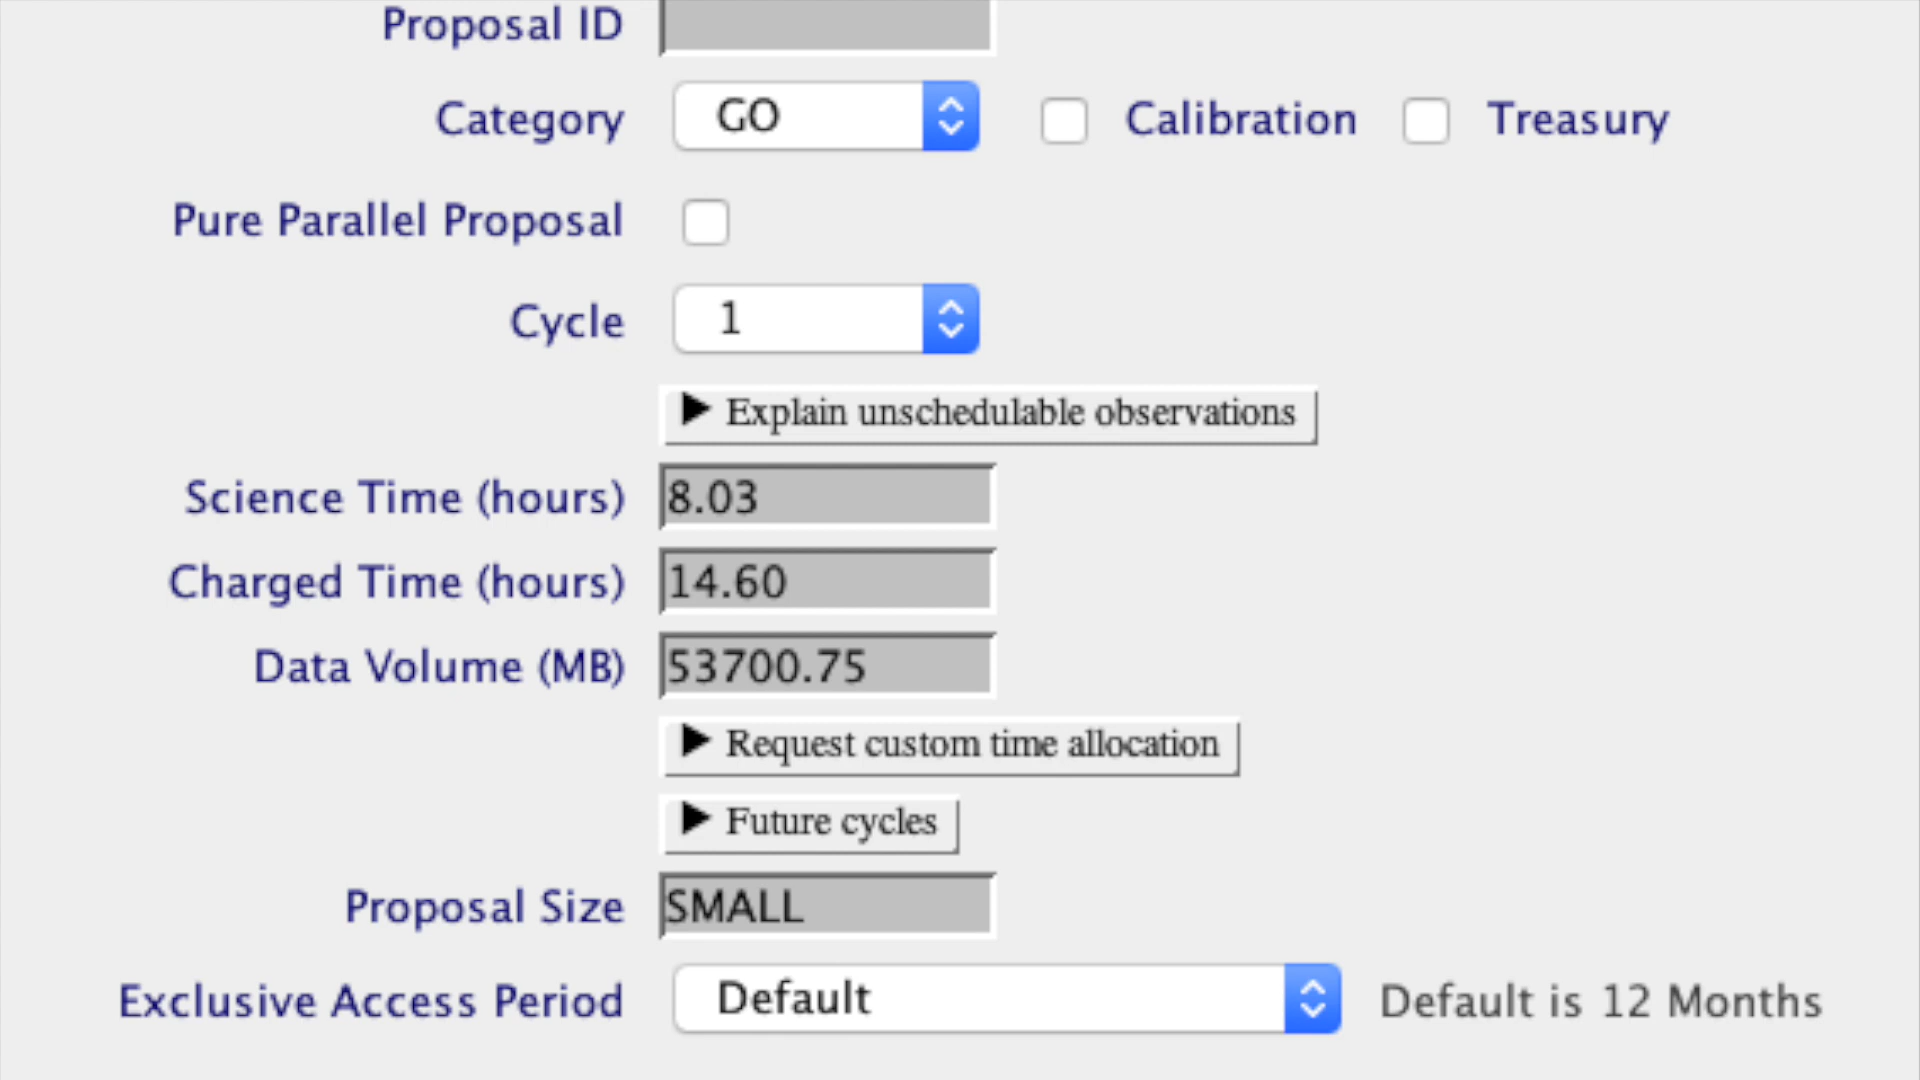 Proposal ID
Category GO Calibration Treasury
Pure Parallel Proposal
Cycle 1
Explain unschedulable observations
Science Time (hours) 8.03
Charged Time (hours) 14.60
Data Volume (MB) 53700.75
Request custom time allocation
Future cycles
Proposal Size SMALL
Exclusive Access Period Default Default is 12 Months